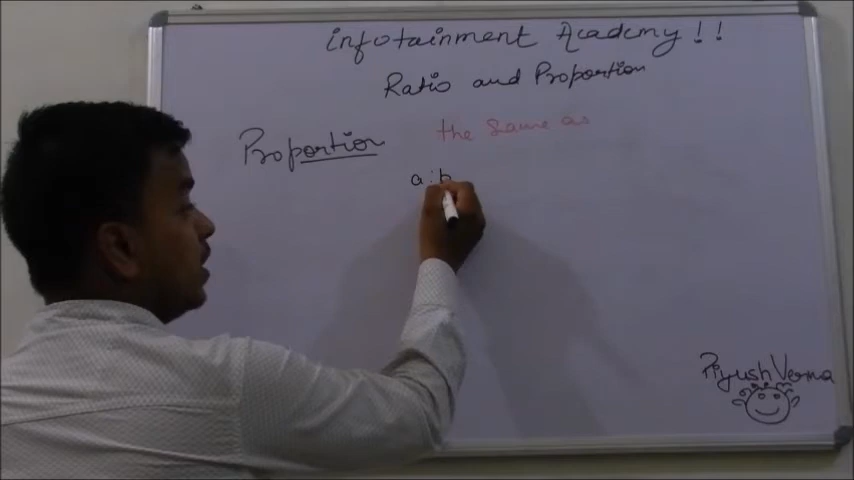 Infotainment Academy!!
Ratio and Proportion
Proportion the same as
a:b
Piyush Verma